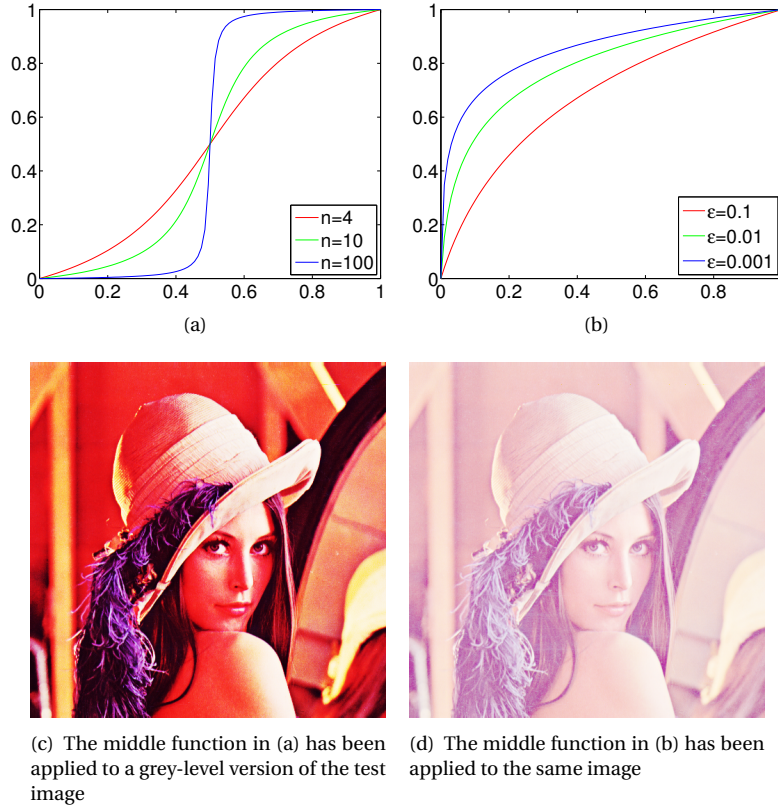 1
0.8
0.6
0.4
0.2
0
0 0.2 0.4 0.6 0.8 1
n=4
n=10
n=100
(a)
1
0.8
0.6
0.4
0.2
0
0 0.2 0.4 0.6 0.8
ε=0.1
ε=0.01
ε=0.001
(b)
(c) The middle function in (a) has been
applied to a grey-level version of the test
image
(d) The middle function in (b) has been
applied to the same image